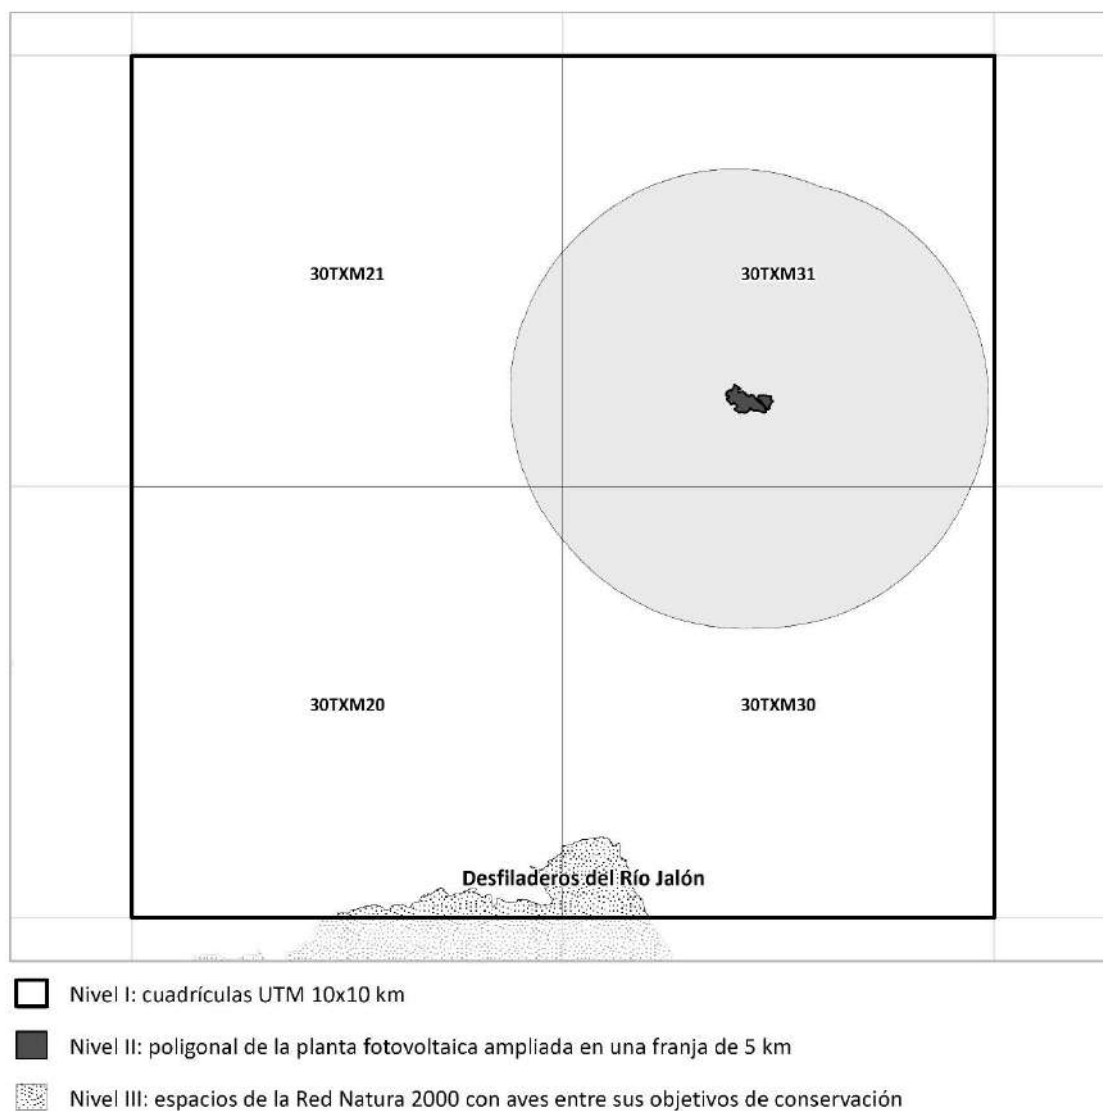 30TXM21
30TXM31
30TXM20
30TXM30
Desfiladeros del Río Jalón
Nivel I: cuadrículas UTM 10x10 km
Nivel II: poligonal de la planta fotovoltaica ampliada en una franja de 5 km
Nivel III: espacios de la Red Natura 2000 con aves entre sus objetivos de conservación